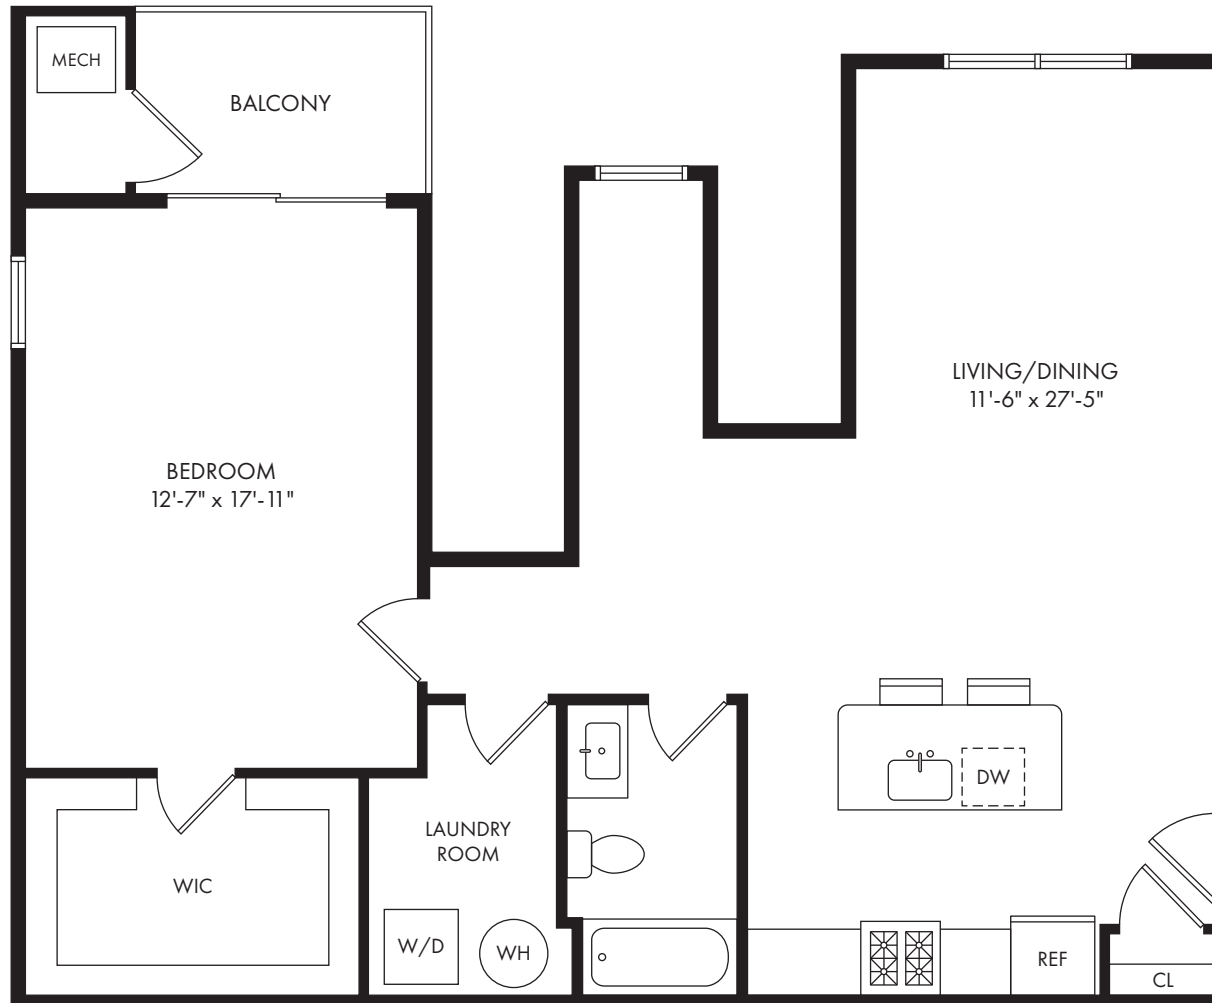 MECH
BALCONY
LIVING/DINING
11'-6" x 27'-5"
BEDROOM
12'-7" x 17'-11"
DW
LAUNDRY
ROOM
WIC
W/D
WH
REF
CL